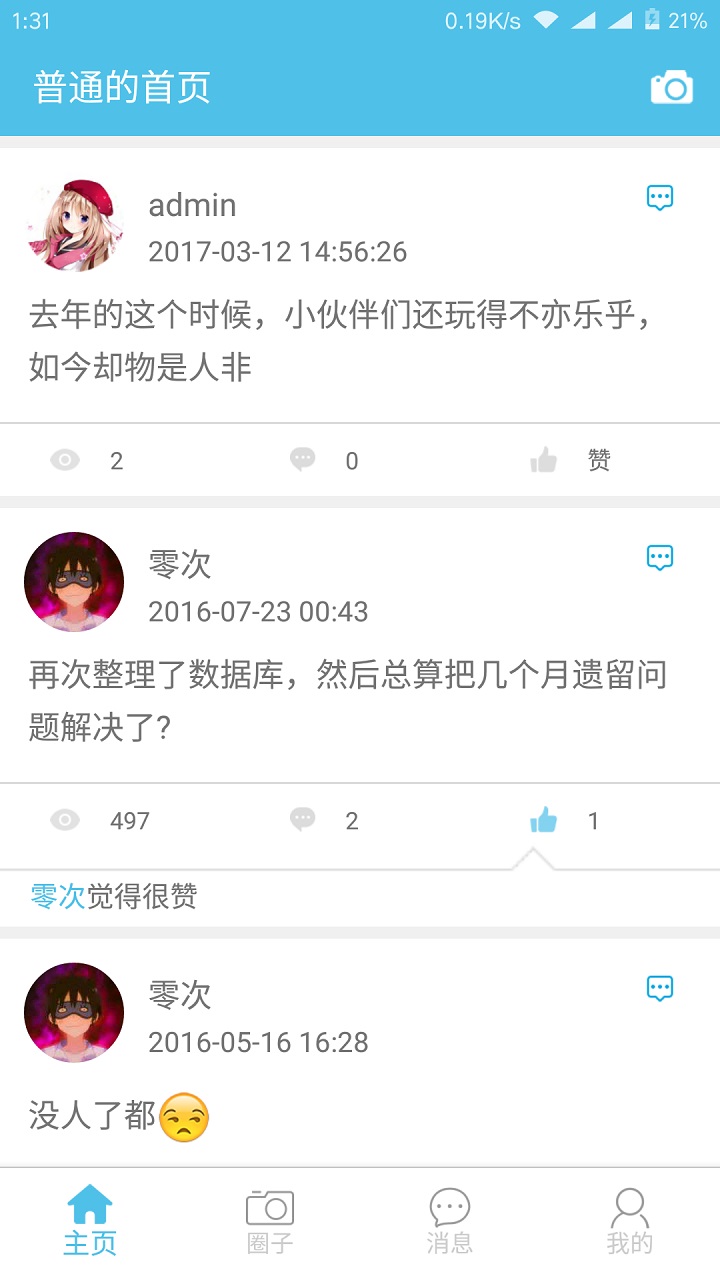 1:31 0.19K/s 21%
普通的首页
admin
2017-03-12 14:56:26
去年的这个时候，小伙伴们还玩得不亦乐乎，
如今却物是人非
2 0 赞
零次
2016-07-23 00:43
再次整理了数据库，然后总算把几个月遗留问
题解决了?
497 2 1
零次觉得很赞
零次
2016-05-16 16:28
没人了都😒
主页 圈子 消息 我的